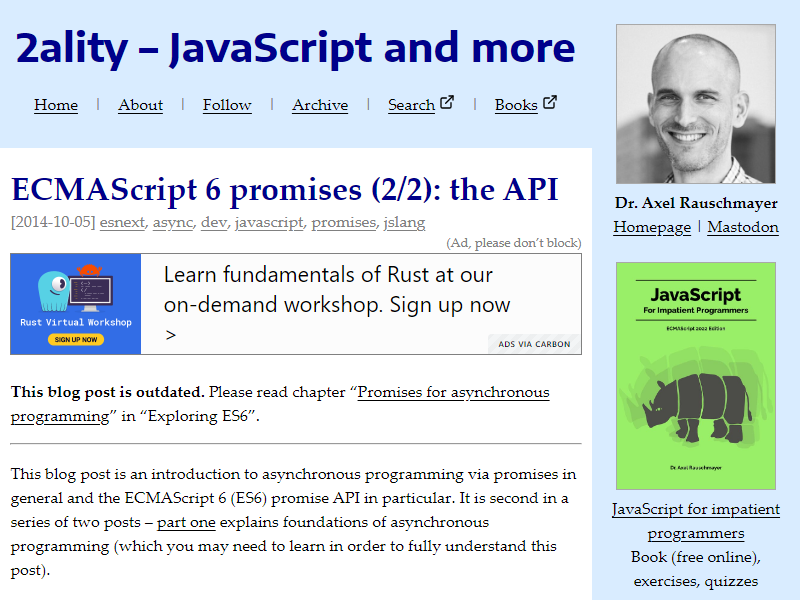 2ality – JavaScript and more
Home | About | Follow | Archive | Search | Books
ECMAScript 6 promises (2/2): the API
[2014-10-05] esnext, async, dev, javascript, promises, jslang
(Ad, please don’t block)
Rust Virtual Workshop
SIGN UP NOW
Learn fundamentals of Rust at our
on-demand workshop. Sign up now
>
ADS VIA CARBON
This blog post is outdated. Please read chapter “Promises for asynchronous
programming” in “Exploring ES6”.
This blog post is an introduction to asynchronous programming via promises in
general and the ECMAScript 6 (ES6) promise API in particular. It is second in a
series of two posts – part one explains foundations of asynchronous
programming (which you may need to learn in order to fully understand this
post).
Dr. Axel Rauschmayer
Homepage | Mastodon
JavaScript
For Impatient Programmers
ECMAScript 2022 Edition
Dr. Axel Rauschmayer
JavaScript for impatient
programmers
Book (free online),
exercises, quizzes